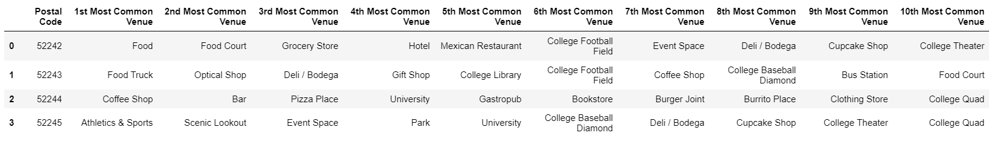 Postal Code 1st Most Common Venue 2nd Most Common Venue 3rd Most Common Venue 4th Most Common Venue 5th Most Common Venue 6th Most Common Venue 7th Most Common Venue 8th Most Common Venue 9th Most Common Venue 10th Most Common Venue
0 52242 Food Food Court Grocery Store Hotel Mexican Restaurant College Football Field Event Space Deli / Bodega Cupcake Shop College Theater
1 52243 Food Truck Optical Shop Deli / Bodega Gift Shop College Library College Football Field Coffee Shop College Baseball Diamond Bus Station Food Court
2 52244 Coffee Shop Bar Pizza Place University Gastropub Bookstore Burger Joint Burrito Place Clothing Store College Quad
3 52245 Athletics & Sports Scenic Lookout Event Space Park University College Baseball Diamond Deli / Bodega Cupcake Shop College Theater College Quad